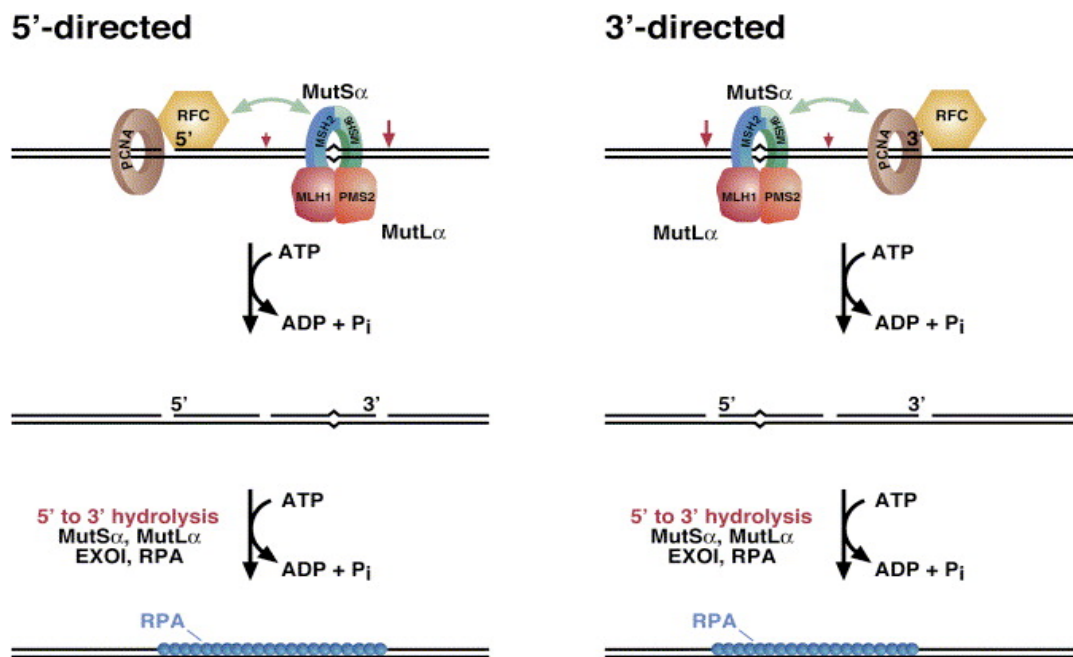 5'-directed
MutSα
RFC
5'
PCNA
MSH2
MSH6
MLH1
PMS2
MutLα
ATP
ADP + Pi
5'
3'
5' to 3' hydrolysis
MutSα, MutLα
EXOI, RPA
ATP
ADP + Pi
RPA
3'-directed
MutSα
RFC
3'
PCNA
MSH2
MSH6
MLH1
PMS2
MutLα
ATP
ADP + Pi
5'
3'
5' to 3' hydrolysis
MutSα, MutLα
EXOI, RPA
ATP
ADP + Pi
RPA